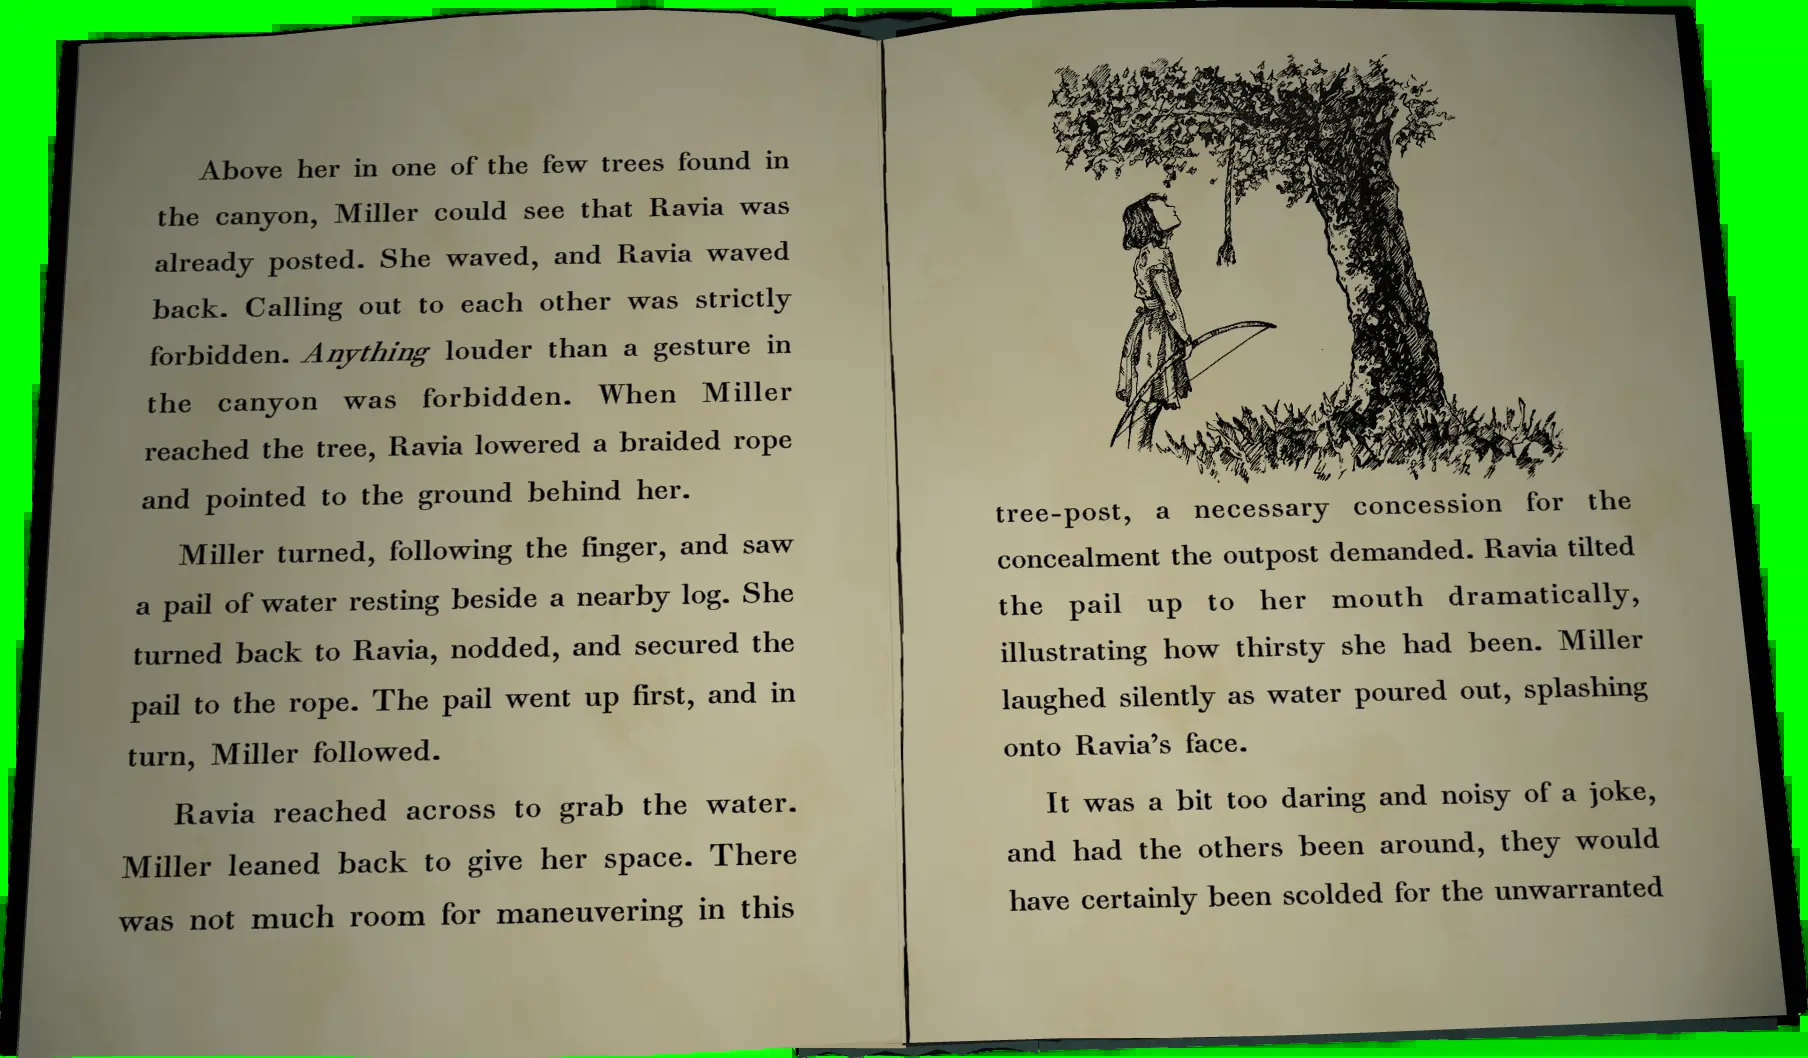 Above her in one of the few trees found in
the canyon, Miller could see that Ravia was
already posted. She waved, and Ravia waved
back. Calling out to each other was strictly
forbidden. Anything louder than a gesture in
the canyon was forbidden. When Miller
reached the tree, Ravia lowered a braided rope
and pointed to the ground behind her.
Miller turned, following the finger, and saw
a pail of water resting beside a nearby log. She
turned back to Ravia, nodded, and secured the
pail to the rope. The pail went up first, and in
turn, Miller followed.
Ravia reached across to grab the water.
Miller leaned back to give her space. There
was not much room for maneuvering in this
tree-post, a necessary concession for the
concealment the outpost demanded. Ravia tilted
the pail up to her mouth dramatically,
illustrating how thirsty she had been. Miller
laughed silently as water poured out, splashing
onto Ravia's face.
It was a bit too daring and noisy of a joke,
and had the others been around, they would
have certainly been scolded for the unwarranted